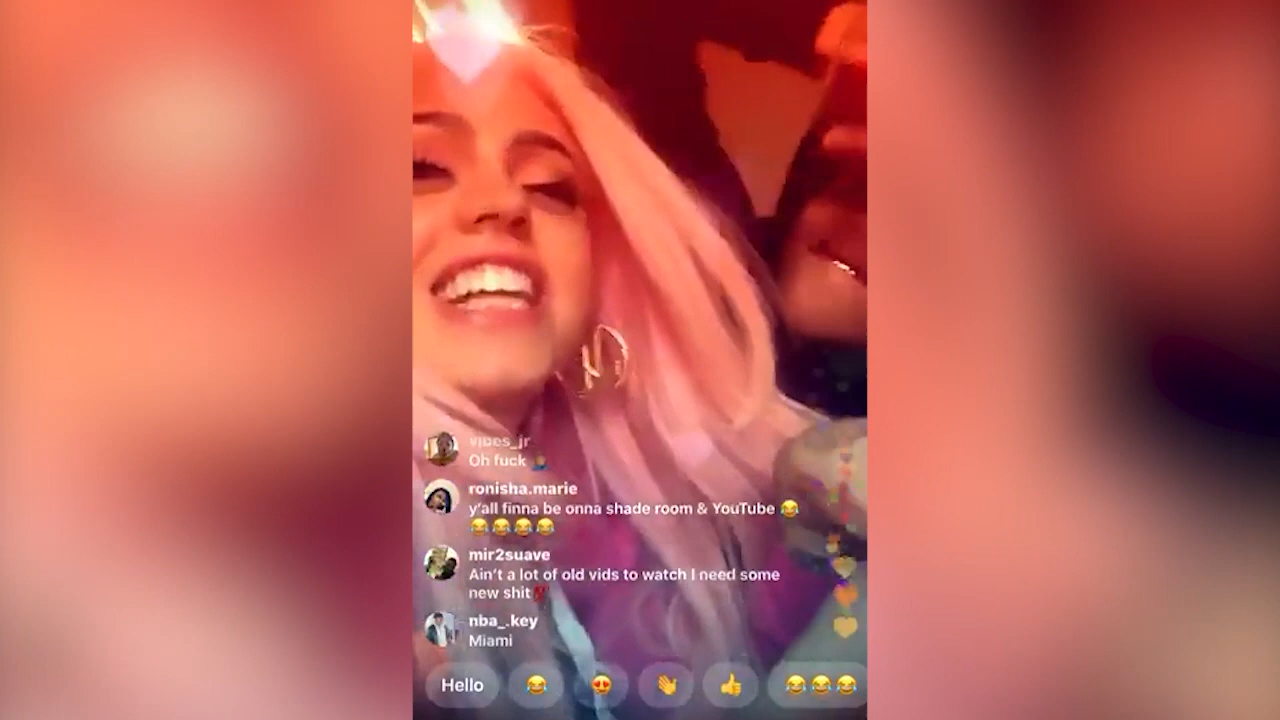 vibes_jr
Oh fuck 🤦🏽‍♂️
ronisha.marie
y'all finna be onna shade room & YouTube 😂
😂😂😂😂
mir2suave
Ain't a lot of old vids to watch I need some
new shit💯
nba_.key
Miami
Hello 😂 😍 👋 👍 😂😂😂